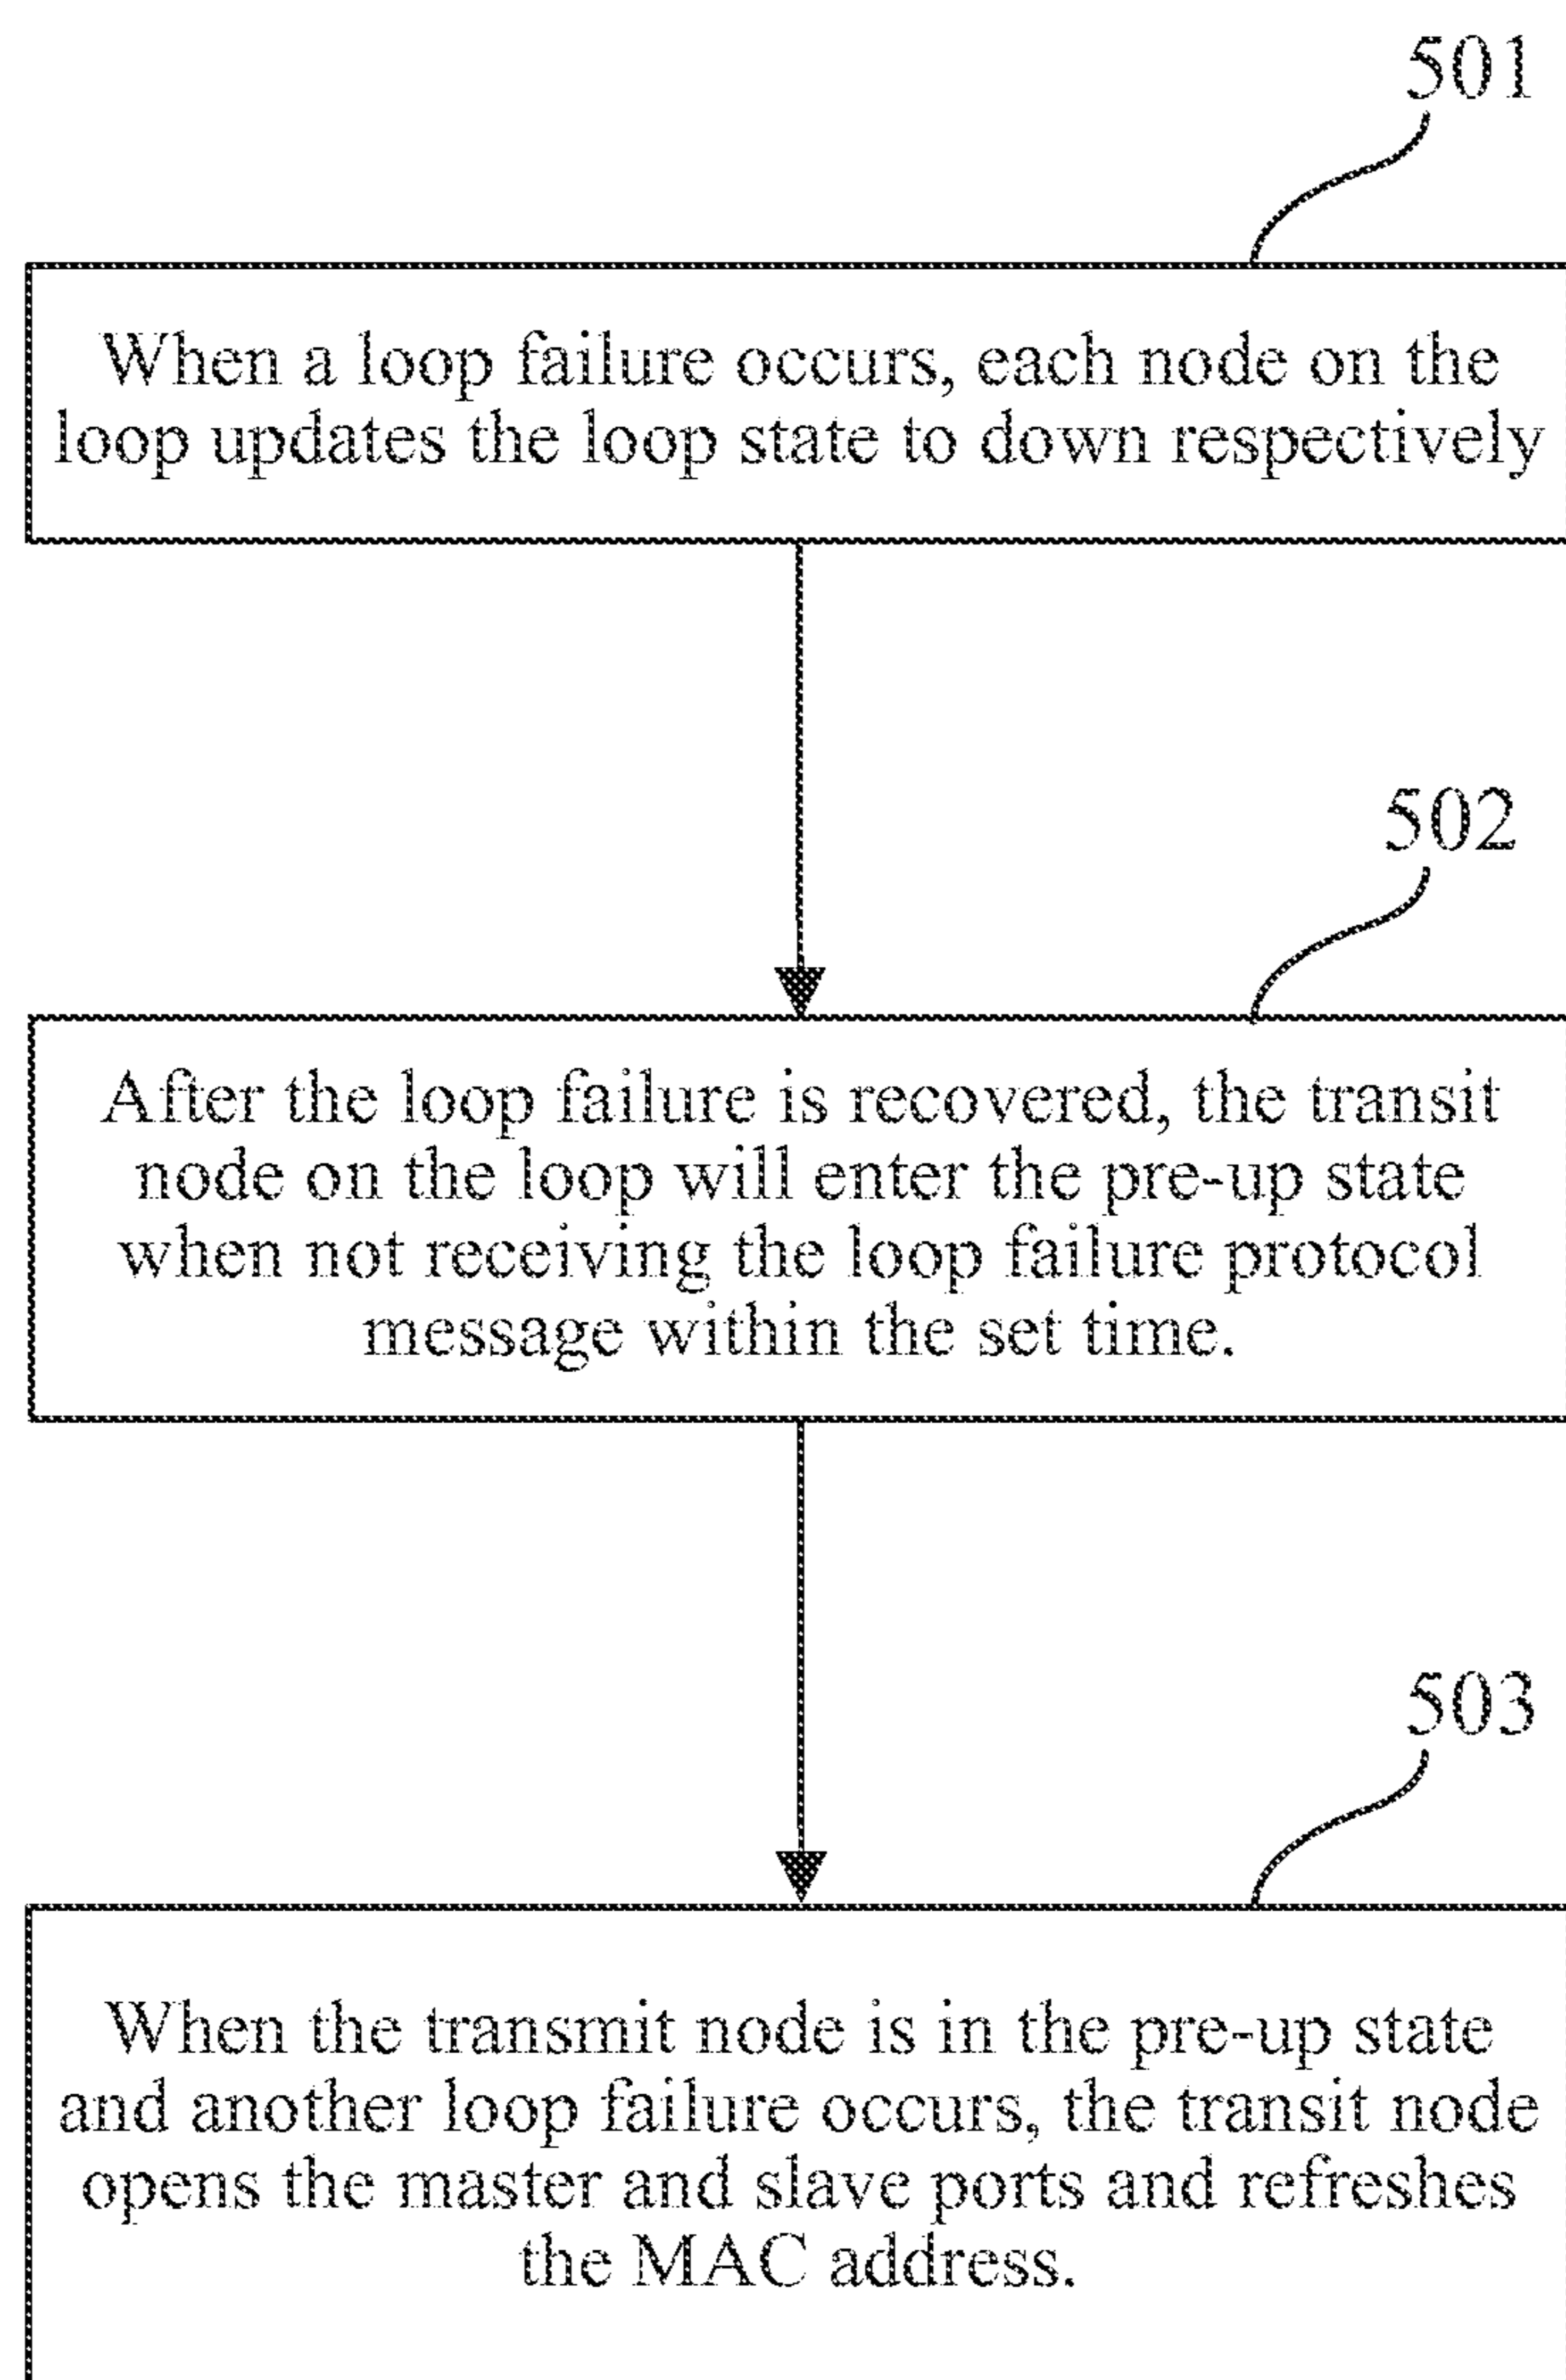 501
When a loop failure occurs, each node on the
loop updates the loop state to down respectively
502
After the loop failure is recovered, the transit
node on the loop will enter the pre-up state
when not receiving the loop failure protocol
message within the set time.
503
When the transmit node is in the pre-up state
and another loop failure occurs, the transit node
opens the master and slave ports and refreshes
the MAC address.